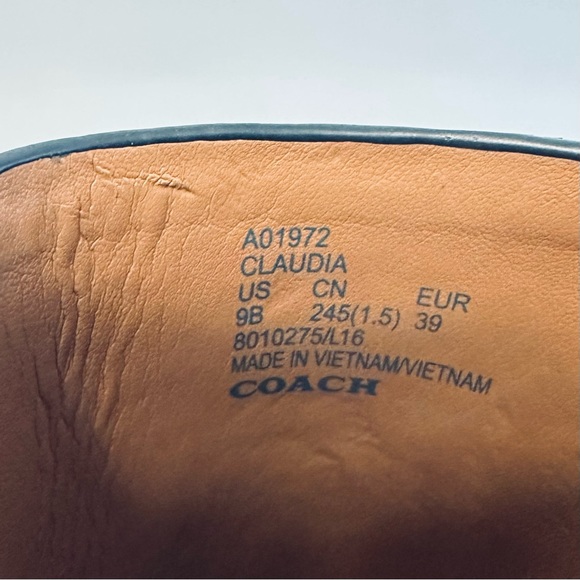 A01972
CLAUDIA
US CN EUR
9B 245(1.5) 39
8010275/L16
MADE IN VIETNAM/VIETNAM
COACH